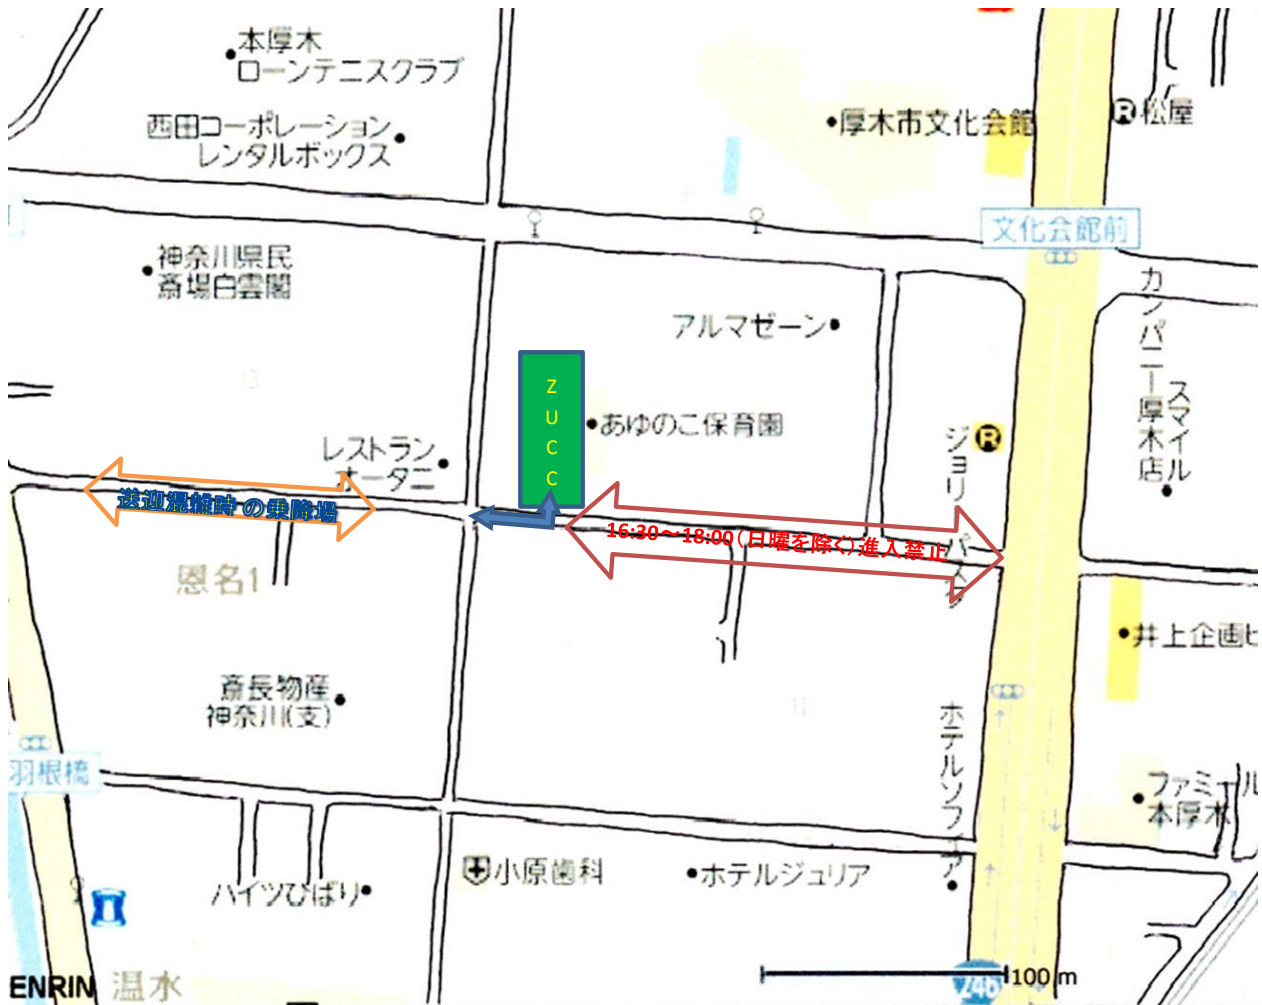 本厚木
ローンテニスクラブ
西田コーポレーション
レンタルボックス
厚木市文化会館
R 松屋
文化会館前
神奈川県民
斎場白雲閣
アルマゼーン
カンパニー厚木店
スマイル
ZUCC
あゆのこ保育園
レストラン
オータニ
ジョリーパスタ
R
送迎混雑時の乗降場
16:30～18:00(日曜を除く)進入禁止
恩名1
井上企画ビ
斎長物産
神奈川(支)
11
羽根橋
ホテルソフィア
ファミール
本厚木
小原歯科
ホテルジュリア
ハイツひばり
ENRIN
温水
246
100 m